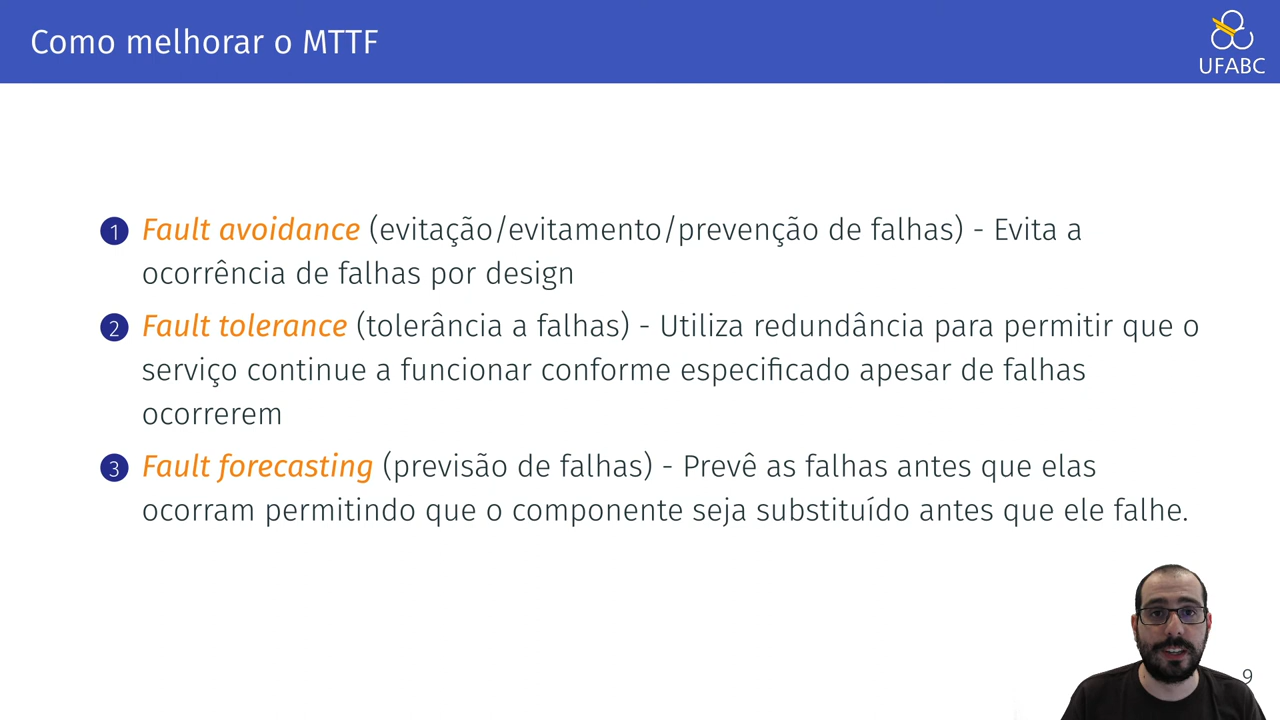 Como melhorar o MTTF
UFABC
1 Fault avoidance (evitação/evitamento/prevenção de falhas) - Evita a
ocorrência de falhas por design
2 Fault tolerance (tolerância a falhas) - Utiliza redundância para permitir que o
serviço continue a funcionar conforme especificado apesar de falhas
ocorrerem
3 Fault forecasting (previsão de falhas) - Prevê as falhas antes que elas
ocorram permitindo que o componente seja substituído antes que ele falhe.
9